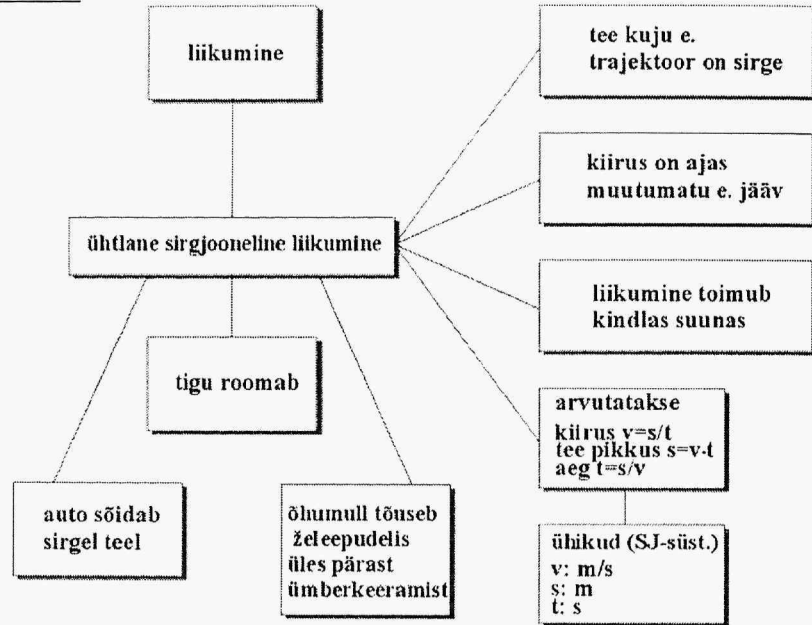 liikumine
tee kuju e.
trajektoor on sirge
kiirus on ajas
muutumatu e. jääv
ühtlane sirgjooneline liikumine
liikumine toimub
kindlas suunas
tigu roomab
arvutatakse
kiirus v=s/t
tee pikkus s=v·t
aeg t=s/v
auto sõidab
sirgel teel
õhumull tõuseb
želeepudelis
üles pärast
ümberkeeramist
ühikud (SJ-süst.)
v: m/s
s: m
t: s